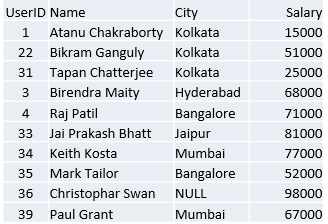 UserID Name City Salary
1 Atanu Chakraborty Kolkata 15000
22 Bikram Ganguly Kolkata 51000
31 Tapan Chatterjee Kolkata 25000
3 Birendra Maity Hyderabad 68000
4 Raj Patil Bangalore 71000
33 Jai Prakash Bhatt Jaipur 81000
34 Keith Kosta Mumbai 77000
35 Mark Tailor Bangalore 52000
36 Christophar Swan NULL 98000
39 Paul Grant Mumbai 67000